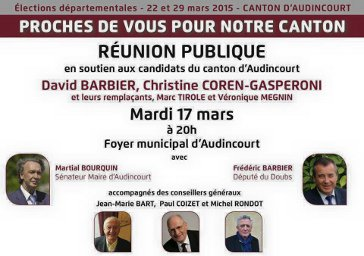 Élections départementales - 22 et 29 mars 2015 - CANTON D'AUDINCOURT
PROCHES DE VOUS POUR NOTRE CANTON
RÉUNION PUBLIQUE
en soutien aux candidats du canton d'Audincourt
David BARBIER, Christine COREN-GASPERONI
et leurs remplaçants, Marc TIROLE et Véronique MEGNIN
Mardi 17 mars
à 20h
Foyer municipal d'Audincourt
avec
Martial BOURQUIN
Sénateur Maire d'Audincourt
Frédéric BARBIER
Député du Doubs
accompagnés des conseillers généraux
Jean-Marie BART, Paul COIZET et Michel RONDOT